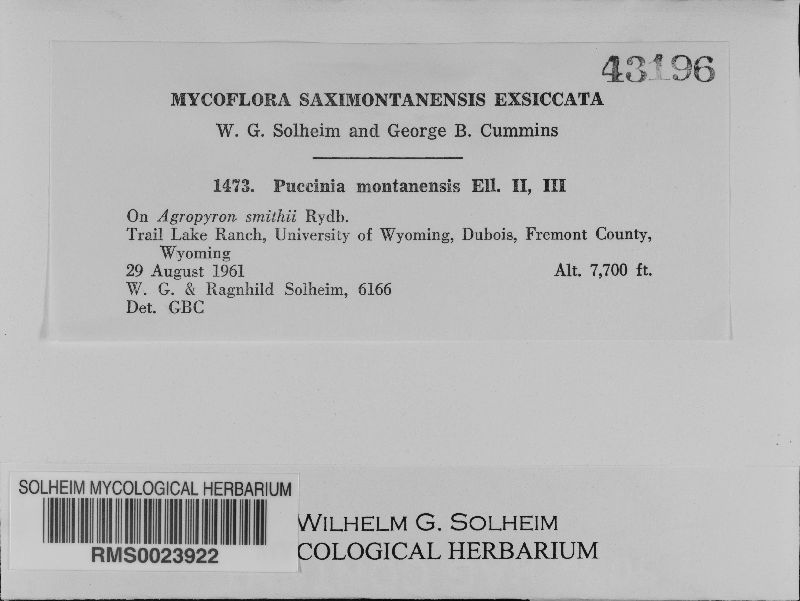 43196
MYCOFLORA SAXIMONTANENSIS EXSICCATA
W. G. Solheim and George B. Cummins
1473. Puccinia montanensis Ell. II, III
On Agropyron smithii Rydb.
Trail Lake Ranch, University of Wyoming, Dubois, Fremont County,
Wyoming
29 August 1961 Alt. 7,700 ft.
W. G. & Ragnhild Solheim, 6166
Det. GBC
SOLHEIM MYCOLOGICAL HERBARIUM
RMS0023922
WILHELM G. SOLHEIM
COLOGICAL HERBARIUM